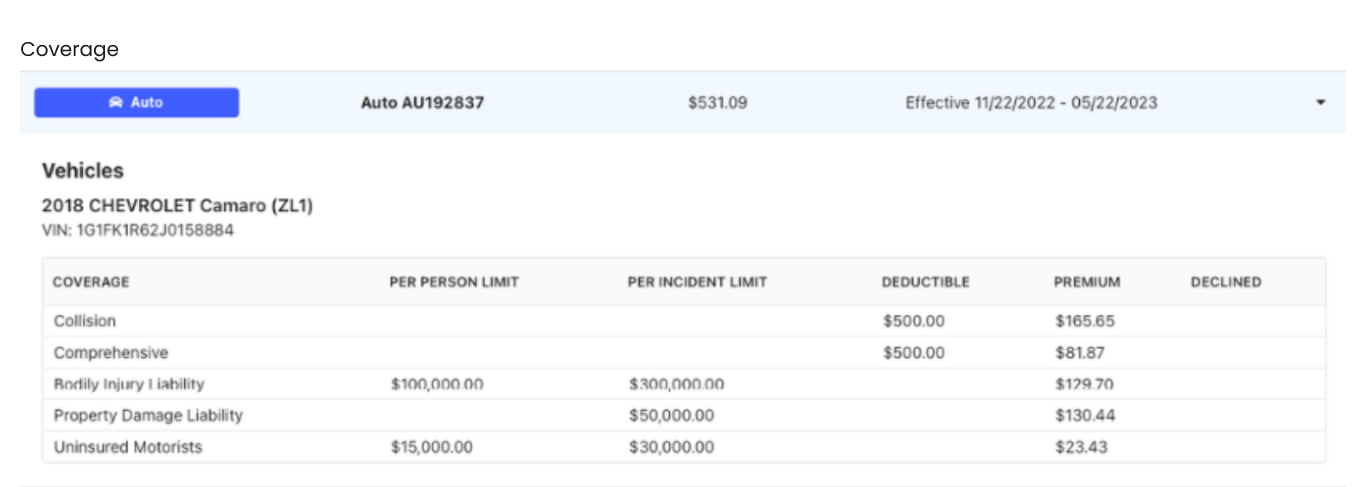 Coverage
Auto Auto AU192837 $531.09 Effective 11/22/2022 - 05/22/2023
Vehicles
2018 CHEVROLET Camaro (ZL1)
VIN: 1G1FK1R62J0158884
COVERAGE PER PERSON LIMIT PER INCIDENT LIMIT DEDUCTIBLE PREMIUM DECLINED
Collision $500.00 $165.65
Comprehensive $500.00 $81.87
Bodily Injury Liability $100,000.00 $300,000.00 $129.70
Property Damage Liability $50,000.00 $130.44
Uninsured Motorists $15,000.00 $30,000.00 $23.43